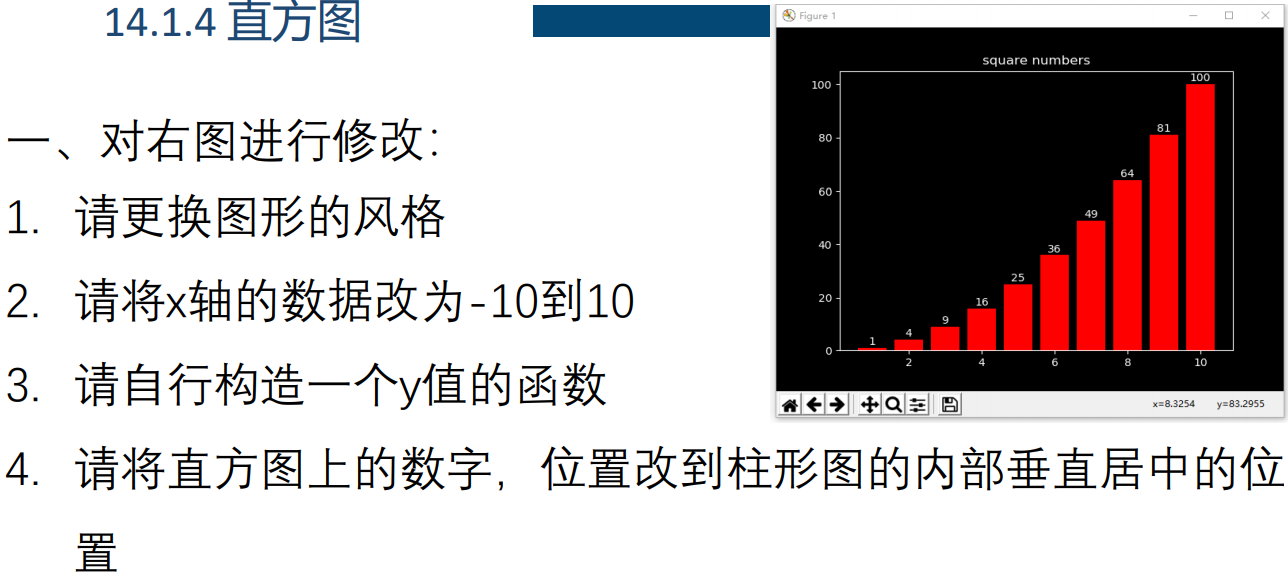 14.1.4 直方图
一、对右图进行修改：
1. 请更换图形的风格
2. 请将x轴的数据改为-10到10
3. 请自行构造一个y值的函数
4. 请将直方图上的数字，位置改到柱形图的内部垂直居中的位
置
Figure 1
square numbers
100
81
64
49
36
25
16
9
4
1
100
80
60
40
20
0
2 4 6 8 10
x=8.3254 y=83.2955